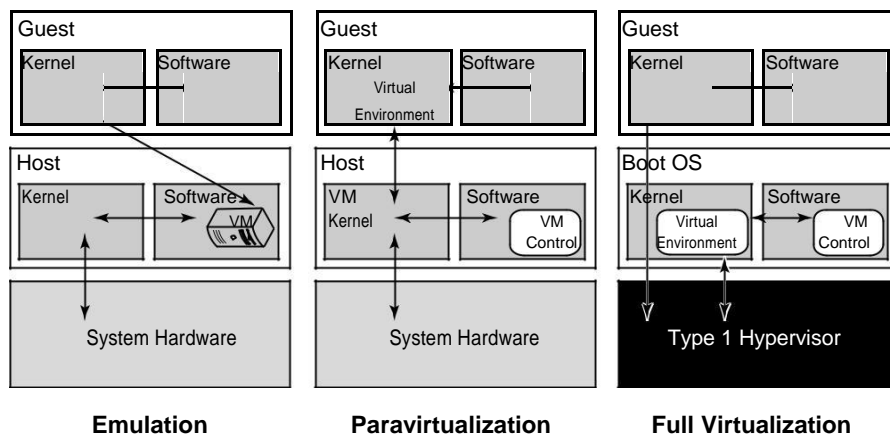 Guest
Kernel Software
Host
Kernel Software
VM
System Hardware
Emulation
Guest
Kernel Software
Virtual
Environment
Host
VM
Kernel
Software
VM
Control
System Hardware
Paravirtualization
Guest
Kernel Software
Boot OS
Kernel Software
Virtual
Environment
VM
Control
Type 1 Hypervisor
Full Virtualization